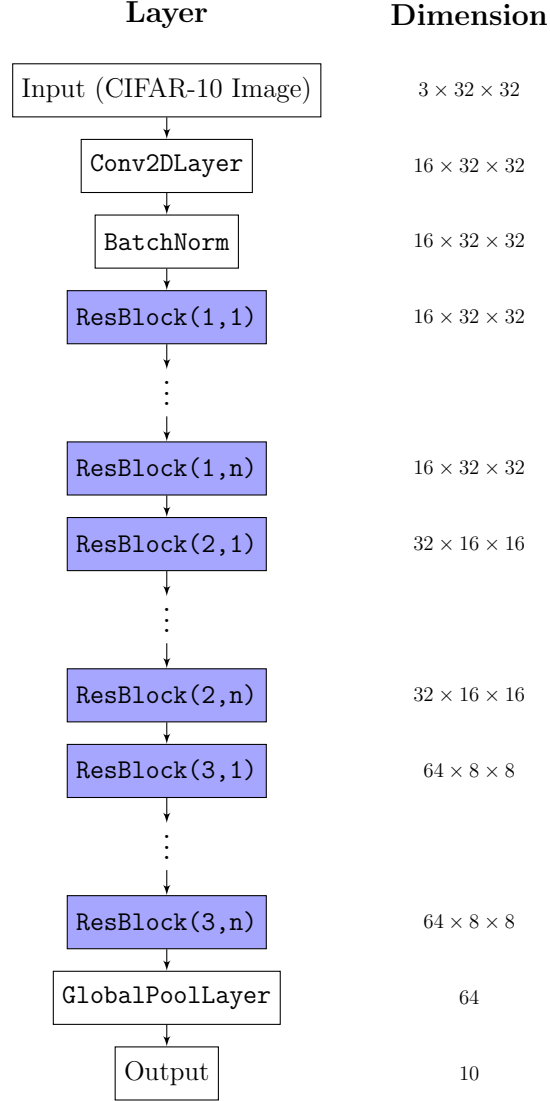 Layer Dimension
Input (CIFAR-10 Image) 3 × 32 × 32
Conv2DLayer 16 × 32 × 32
BatchNorm 16 × 32 × 32
ResBlock(1,1) 16 × 32 × 32
⋮
ResBlock(1,n) 16 × 32 × 32
ResBlock(2,1) 32 × 16 × 16
⋮
ResBlock(2,n) 32 × 16 × 16
ResBlock(3,1) 64 × 8 × 8
⋮
ResBlock(3,n) 64 × 8 × 8
GlobalPoolLayer 64
Output 10